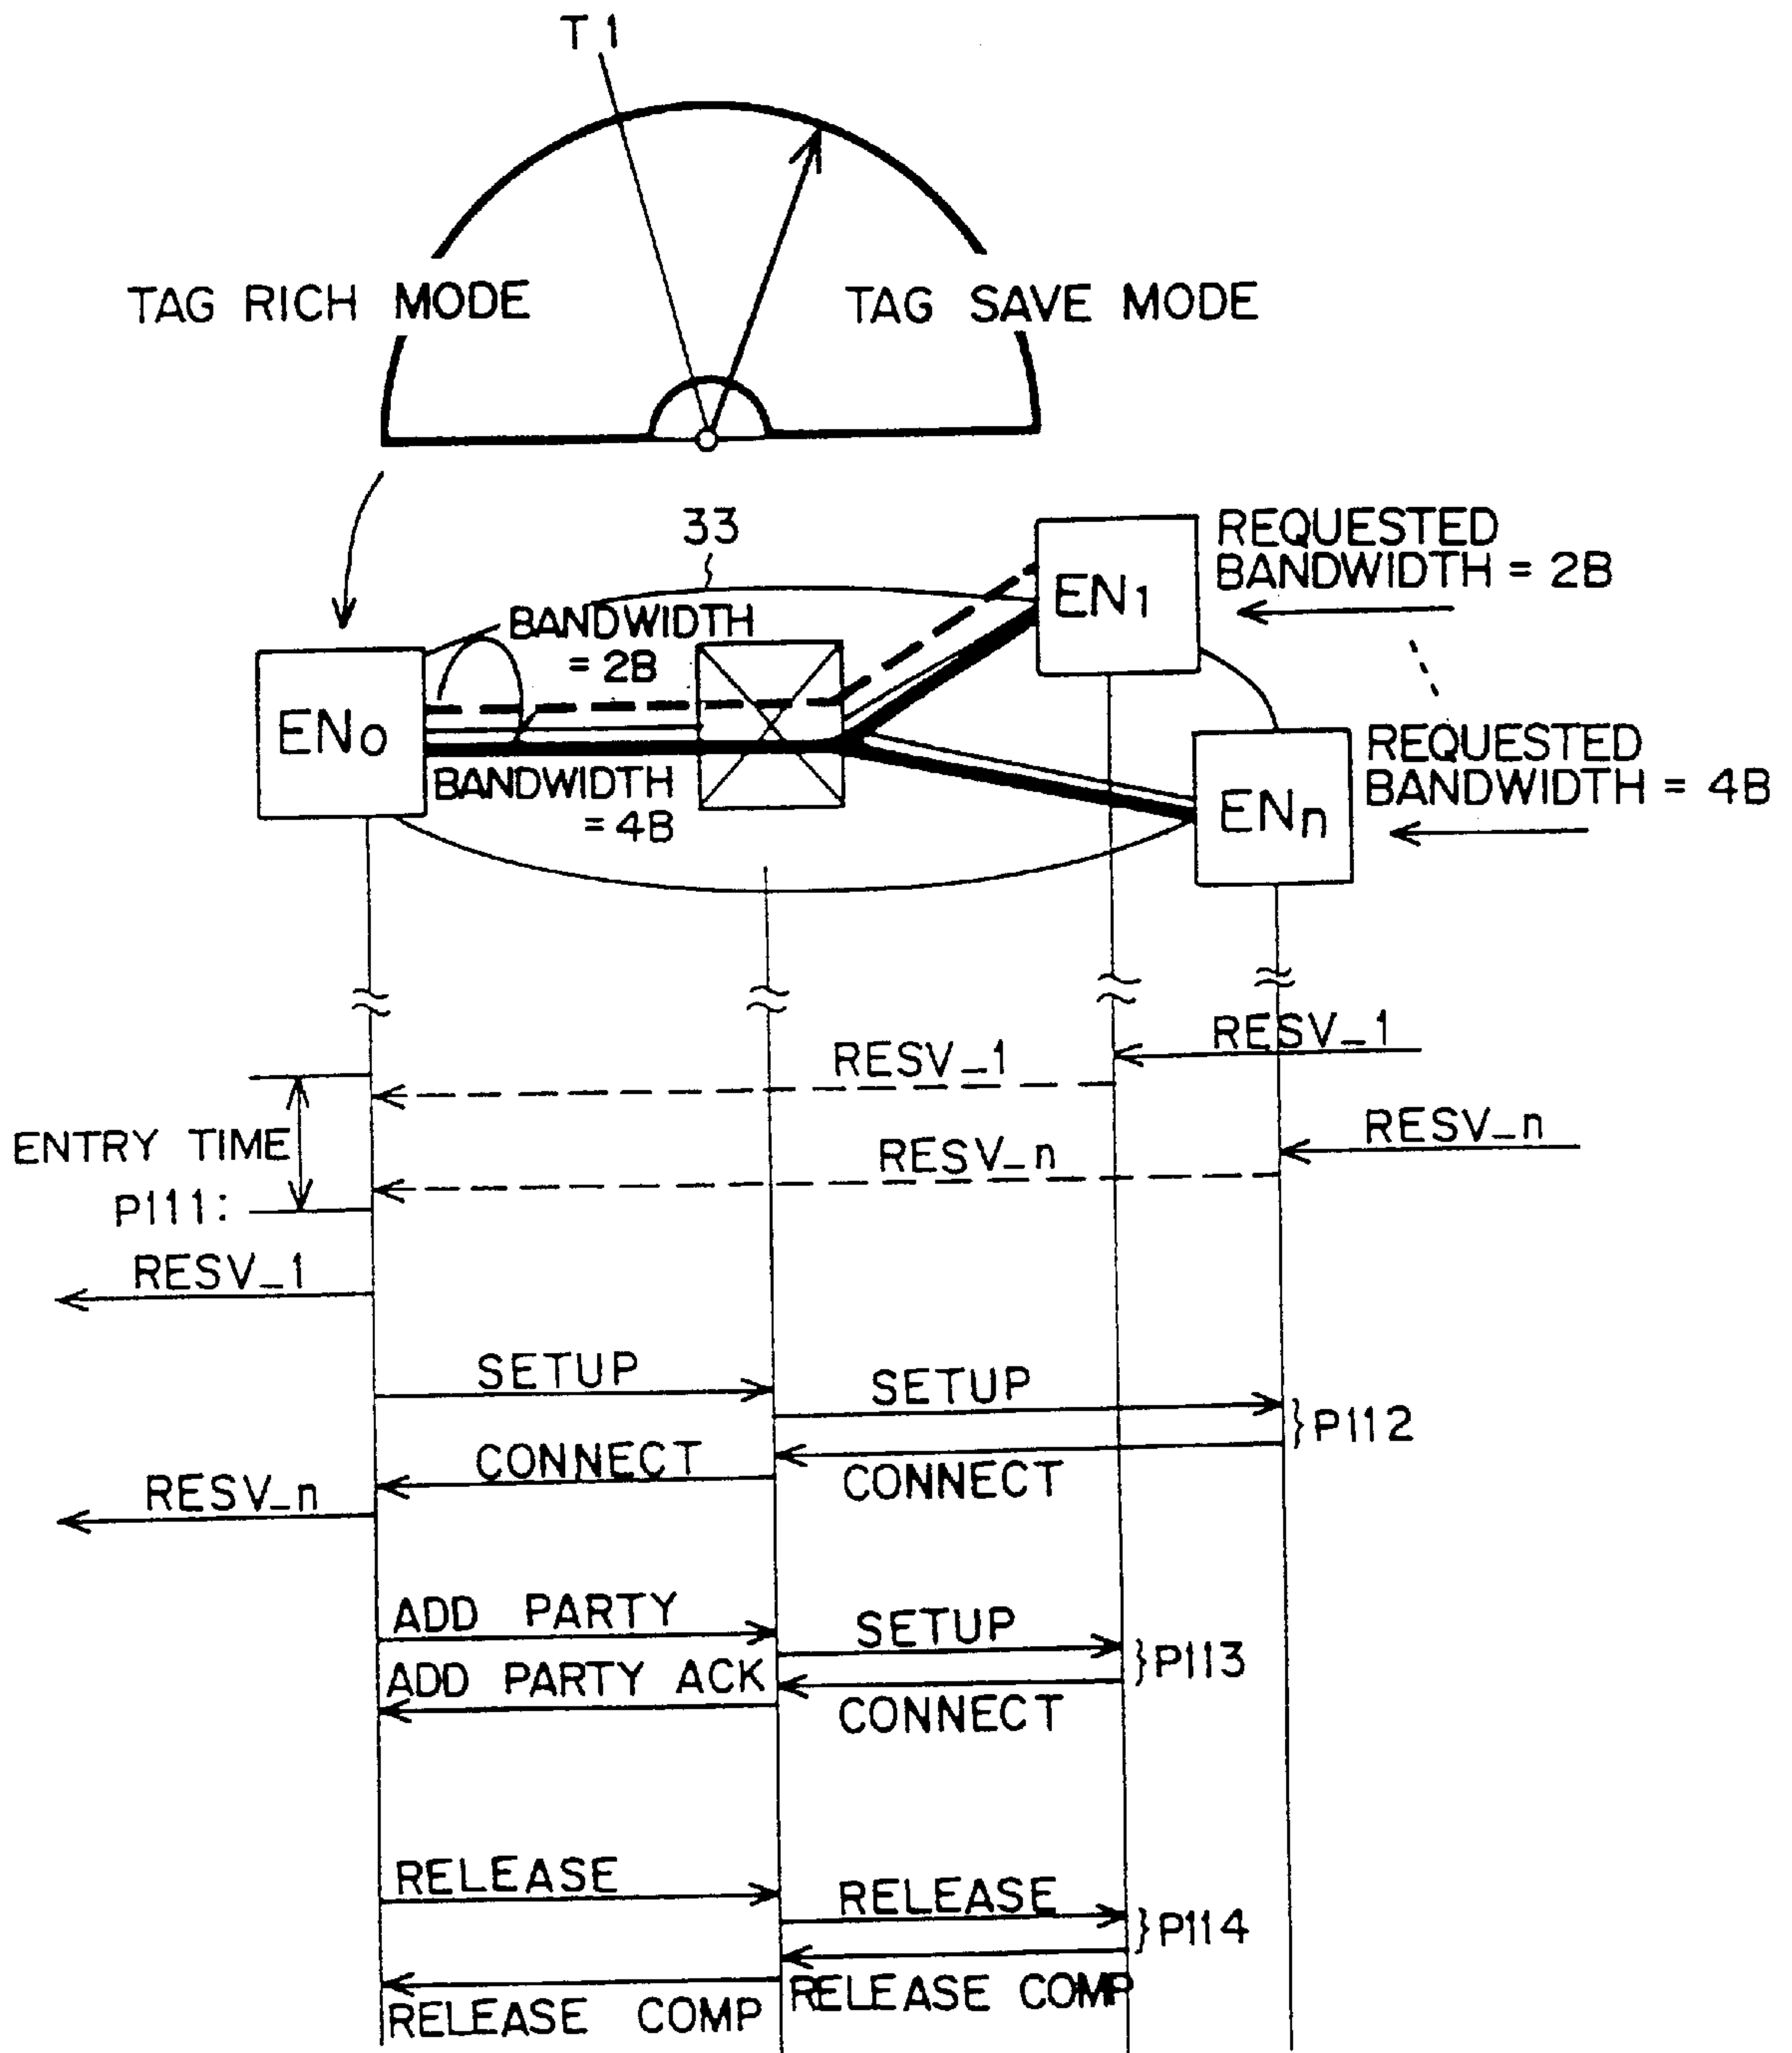 T1
TAG RICH MODE
TAG SAVE MODE
33
REQUESTED
BANDWIDTH = 2B
EN1
BANDWIDTH
= 2B
EN0
REQUESTED
BANDWIDTH = 4B
BANDWIDTH
= 4B
ENn
RESV_1
RESV_1
RESV_n
ENTRY TIME
RESV_n
P111:
RESV_1
SETUP
SETUP
P112
CONNECT
CONNECT
RESV_n
ADD PARTY
SETUP
P113
ADD PARTY ACK
CONNECT
RELEASE
RELEASE
P114
RELEASE COMP
RELEASE COMP